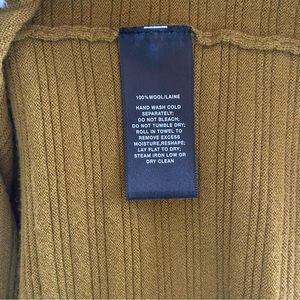 100%WOOL/LAINE
HAND WASH COLD
SEPARATELY;
DO NOT BLEACH;
DO NOT TUMBLE DRY;
ROLL IN TOWEL TO
REMOVE EXCESS
MOISTURE,RESHAPE;
LAY FLAT TO DRY;
STEAM IRON LOW OR
DRY CLEAN